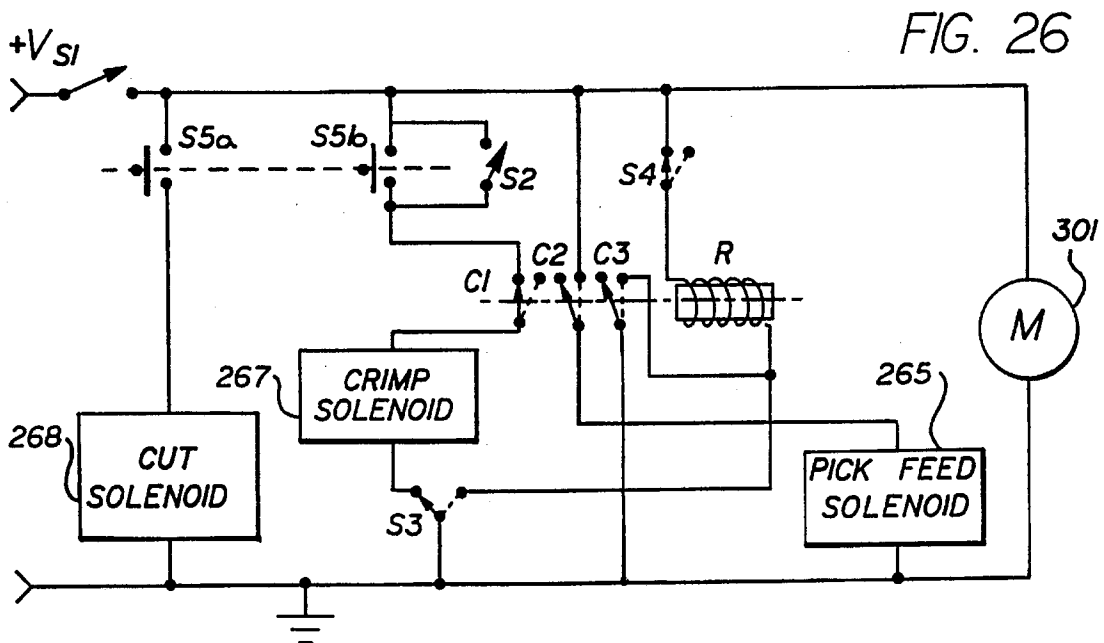 FIG. 26
+V S1
S5a
S5b
S2
S4
C1
C2
C3
R
301
M
267
CRIMP
SOLENOID
265
268
CUT
SOLENOID
PICK FEED
SOLENOID
S3